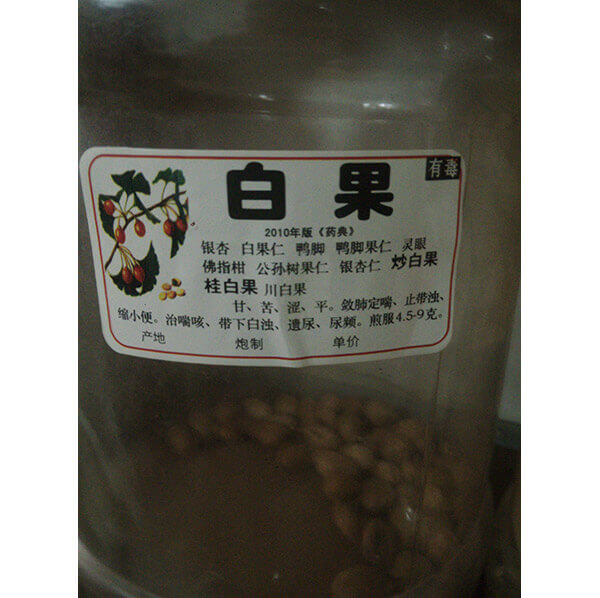 有毒
白果
2010年版《药典》
银杏 白果仁 鸭脚 鸭脚果仁 灵眼
佛指柑 公孙树果仁 银杏仁 炒白果
桂白果 川白果
甘、苦、涩、平。敛肺定喘、止带浊、
缩小便。治喘咳、带下白浊、遗尿、尿频。煎服4.5-9克。
产地 炮制 单价